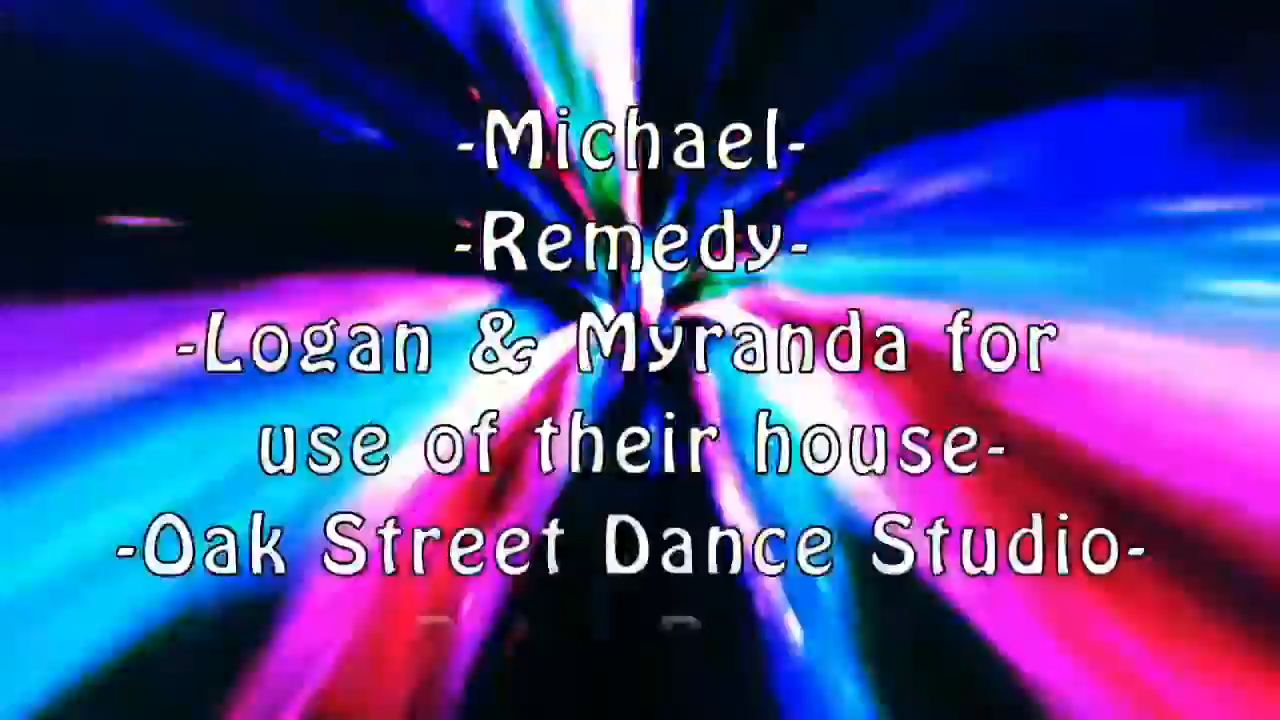 -Michael-
-Remedy-
-Logan & Myranda for
use of their house-
-Oak Street Dance Studio-